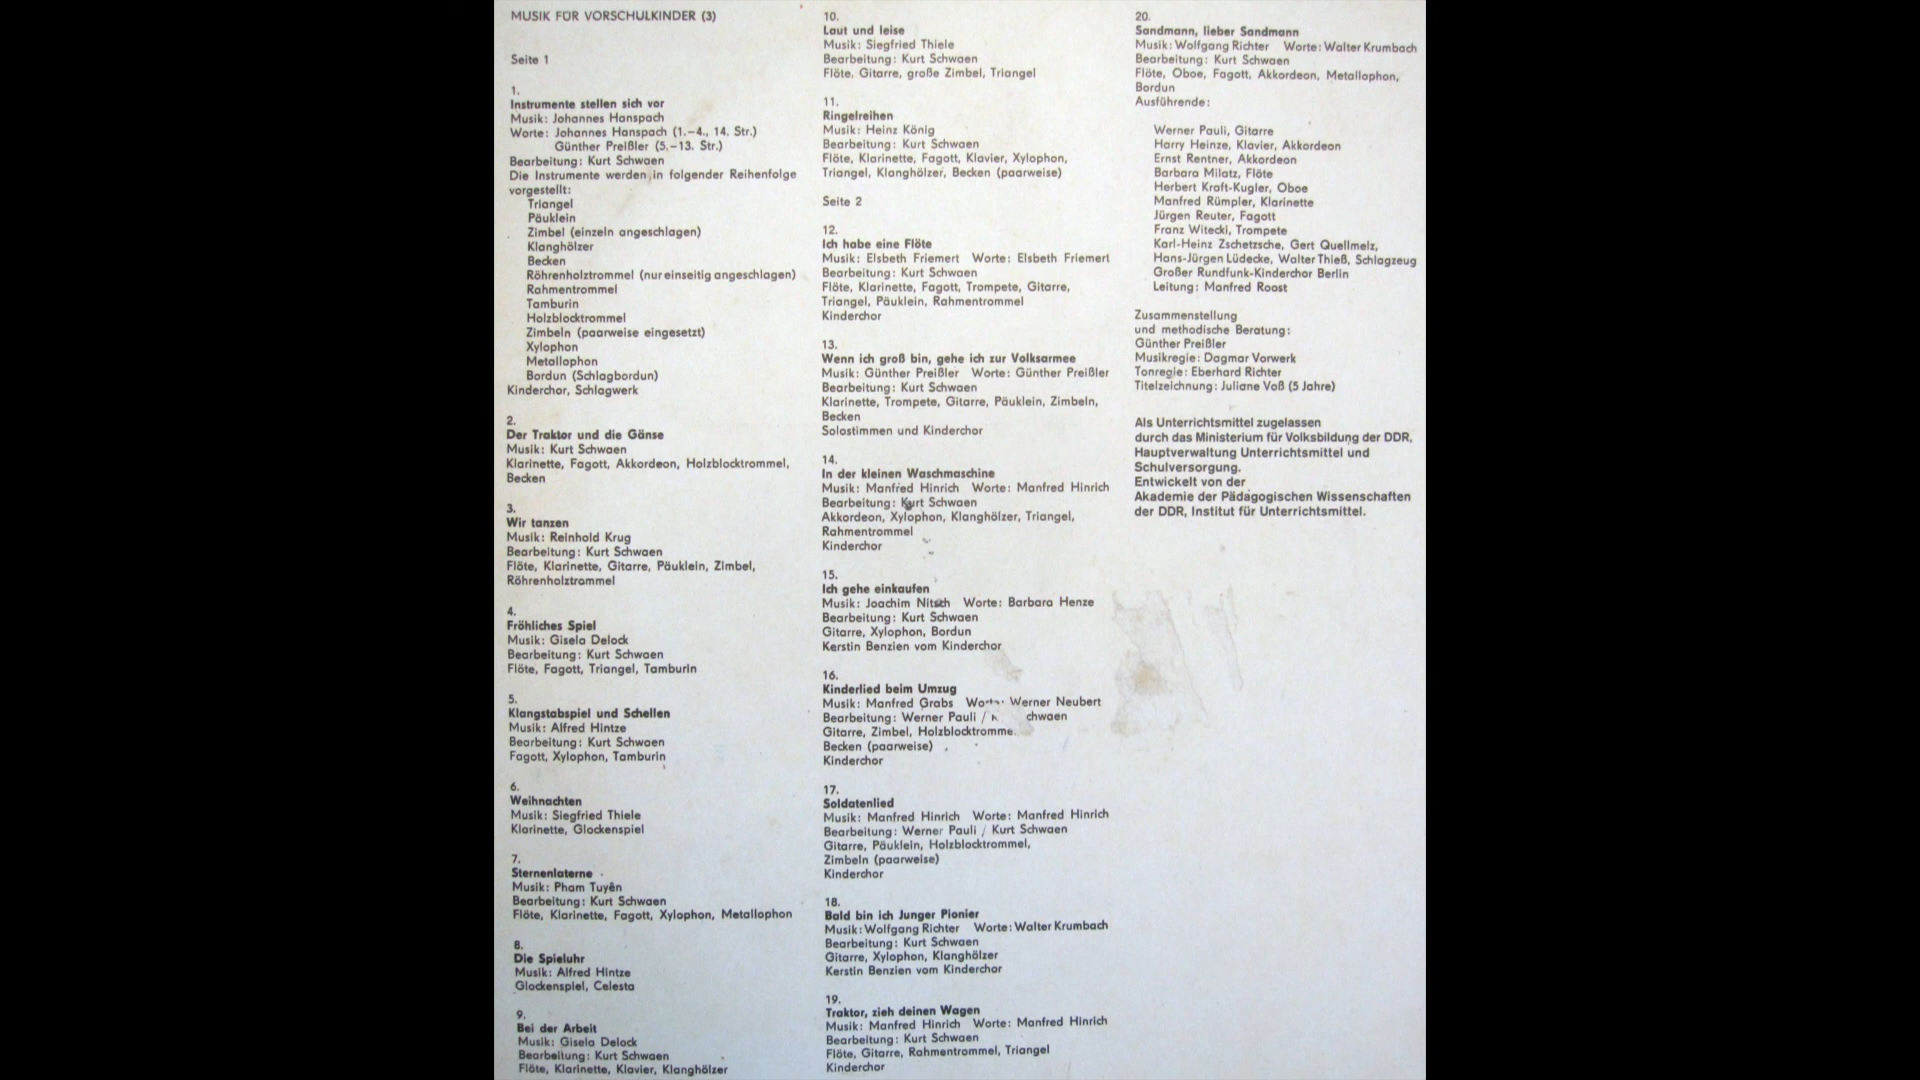 MUSIK FÜR VORSCHULKINDER (3)
Seite 1
1.
Instrumente stellen sich vor
Musik: Johannes Hanspach
Worte: Johannes Hanspach (1.–4., 14. Str.)
Günther Preißler (5.–13. Str.)
Bearbeitung: Kurt Schwaen
Die Instrumente werden in folgender Reihenfolge
vorgestellt:
Triangel
Päuklein
Zimbel (einzeln angeschlagen)
Klanghölzer
Becken
Röhrenholztrommel (nur einseitig angeschlagen)
Rahmentrommel
Tamburin
Holzblocktrommel
Zimbeln (paarweise eingesetzt)
Xylophon
Metallophon
Bordun (Schlagbordun)
Kinderchor, Schlagwerk
2.
Der Traktor und die Gänse
Musik: Kurt Schwaen
Klarinette, Fagott, Akkordeon, Holzblocktrommel,
Becken
3.
Wir tanzen
Musik: Reinhold Krug
Bearbeitung: Kurt Schwaen
Flöte, Klarinette, Gitarre, Päuklein, Zimbel,
Röhrenholztrommel
4.
Fröhliches Spiel
Musik: Gisela Delock
Bearbeitung: Kurt Schwaen
Flöte, Fagott, Triangel, Tamburin
5.
Klangstabspiel und Schellen
Musik: Alfred Hintze
Bearbeitung: Kurt Schwaen
Fagott, Xylophon, Tamburin
6.
Weihnachten
Musik: Siegfried Thiele
Klarinette, Glockenspiel
7.
Sternenlaterne
Musik: Pham Tuyên
Bearbeitung: Kurt Schwaen
Flöte, Klarinette, Fagott, Xylophon, Metallophon
8.
Die Spieluhr
Musik: Alfred Hintze
Glockenspiel, Celesta
9.
Bei der Arbeit
Musik: Gisela Delock
Bearbeitung: Kurt Schwaen
Flöte, Klarinette, Klavier, Klanghölzer
10.
Laut und leise
Musik: Siegfried Thiele
Bearbeitung: Kurt Schwaen
Flöte, Gitarre, große Zimbel, Triangel
11.
Ringelreihen
Musik: Heinz König
Bearbeitung: Kurt Schwaen
Flöte, Klarinette, Fagott, Klavier, Xylophon,
Triangel, Klanghölzer, Becken (paarweise)
Seite 2
12.
Ich habe eine Flöte
Musik: Elsbeth Friemert Worte: Elsbeth Friemert
Bearbeitung: Kurt Schwaen
Flöte, Klarinette, Fagott, Trompete, Gitarre,
Triangel, Päuklein, Rahmentrommel
Kinderchor
13.
Wenn ich groß bin, gehe ich zur Volksarmee
Musik: Günther Preißler Worte: Günther Preißler
Bearbeitung: Kurt Schwaen
Klarinette, Trompete, Gitarre, Päuklein, Zimbeln,
Becken
Solostimmen und Kinderchor
14.
In der kleinen Waschmaschine
Musik: Manfred Hinrich Worte: Manfred Hinrich
Bearbeitung: Kurt Schwaen
Akkordeon, Xylophon, Klanghölzer, Triangel,
Rahmentrommel
Kinderchor
15.
Ich gehe einkaufen
Musik: Joachim Nitsch Worte: Barbara Henze
Bearbeitung: Kurt Schwaen
Gitarre, Xylophon, Bordun
Kerstin Benzien vom Kinderchor
16.
Kinderlied beim Umzug
Musik: Manfred Grabs Werner Neubert
Bearbeitung: Werner Pauli / chwaen
Gitarre, Zimbel, Holzblocktromme
Becken (paarweise)
Kinderchor
17.
Soldatenlied
Musik: Manfred Hinrich Worte: Manfred Hinrich
Bearbeitung: Werner Pauli / Kurt Schwaen
Gitarre, Päuklein, Holzblocktrommel,
Zimbeln (paarweise)
Kinderchor
18.
Bald bin ich Junger Pionier
Musik: Wolfgang Richter Worte: Walter Krumbach
Bearbeitung: Kurt Schwaen
Gitarre, Xylophon, Klanghölzer
Kerstin Benzien vom Kinderchor
19.
Traktor, zieh deinen Wagen
Musik: Manfred Hinrich Worte: Manfred Hinrich
Bearbeitung: Kurt Schwaen
Flöte, Gitarre, Rahmentrommel, Triangel
Kinderchor
20.
Sandmann, lieber Sandmann
Musik: Wolfgang Richter Worte: Walter Krumbach
Bearbeitung: Kurt Schwaen
Flöte, Oboe, Fagott, Akkordeon, Metallophon,
Bordun
Ausführende:
Werner Pauli, Gitarre
Harry Heinze, Klavier, Akkordeon
Ernst Rentner, Akkordeon
Barbara Milatz, Flöte
Herbert Kraft-Kugler, Oboe
Manfred Rümpler, Klarinette
Jürgen Reuter, Fagott
Franz Witecki, Trompete
Karl-Heinz Zschetzsche, Gert Quellmelz,
Hans-Jürgen Lüdecke, Walter Thieß, Schlagzeug
Großer Rundfunk-Kinderchor Berlin
Leitung: Manfred Roost
Zusammenstellung
und methodische Beratung:
Günther Preißler
Musikregie: Dagmar Vorwerk
Tonregie: Eberhard Richter
Titelzeichnung: Juliane Voß (5 Jahre)
Als Unterrichtsmittel zugelassen
durch das Ministerium für Volksbildung der DDR,
Hauptverwaltung Unterrichtsmittel und
Schulversorgung.
Entwickelt von der
Akademie der Pädagogischen Wissenschaften
der DDR, Institut für Unterrichtsmittel.